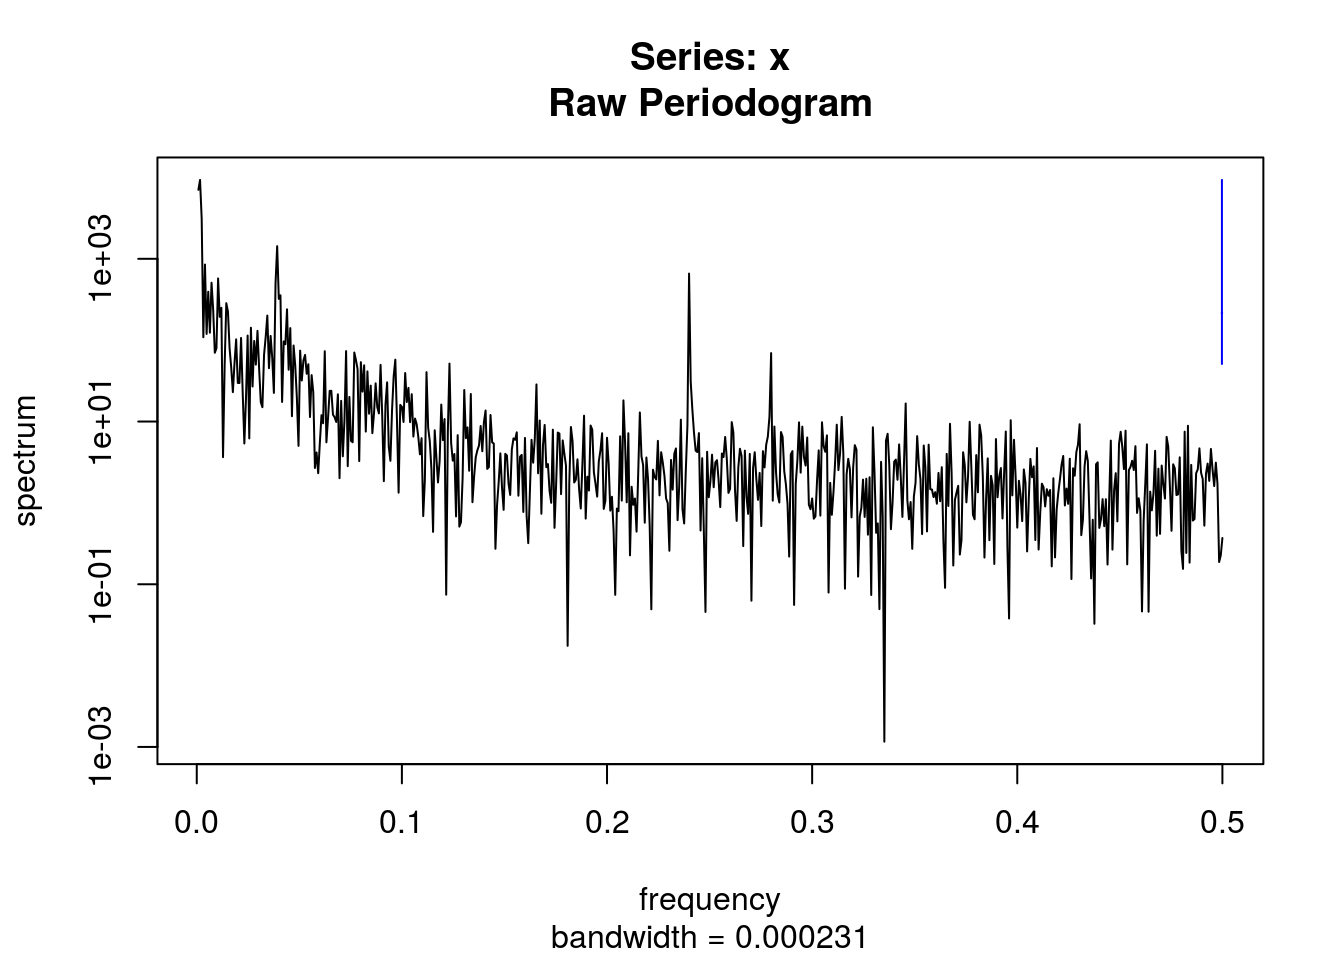 Series: x
Raw Periodogram
spectrum
1e+03
1e+01
1e-01
1e-03
0.0 0.1 0.2 0.3 0.4 0.5
frequency
bandwidth = 0.000231